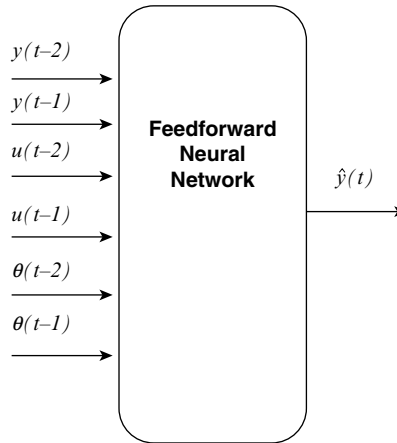 y(t–2)
y(t–1)
u(t–2)
u(t–1)
θ(t–2)
θ(t–1)
Feedforward
Neural
Network
ŷ(t)